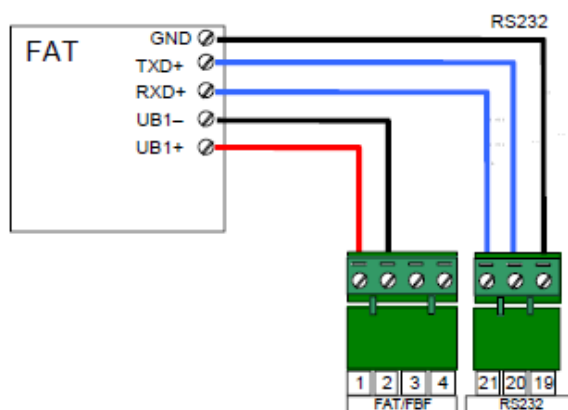 RS232
FAT
GND
TXD+
RXD+
UB1–
UB1+
1 2 3 4
21 20 19
FAT/FBF
RS232